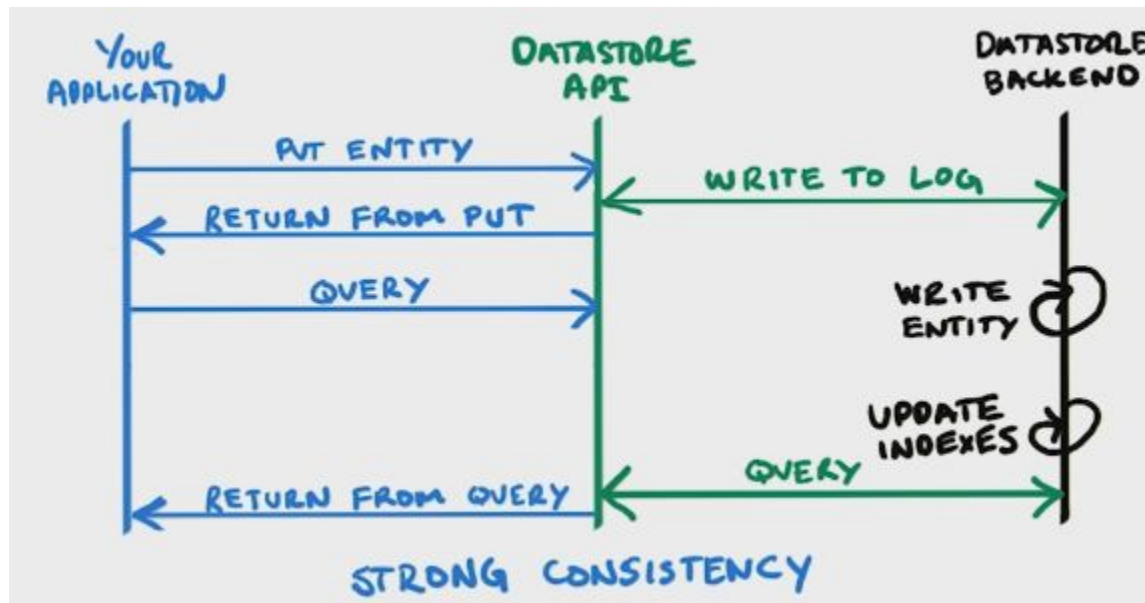 YOUR
APPLICATION
DATASTORE
API
DATASTORE
BACKEND
PUT ENTITY
WRITE TO LOG
RETURN FROM PUT
QUERY
WRITE
ENTITY
UPDATE
INDEXES
QUERY
RETURN FROM QUERY
STRONG CONSISTENCY